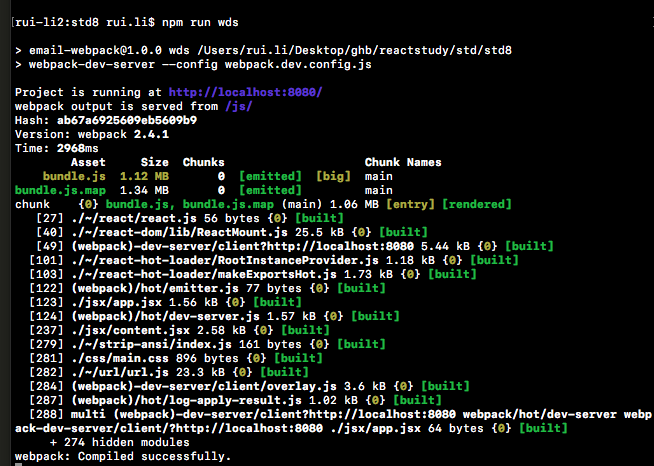 [rui-li2:std8 rui.li$ npm run wds
> email-webpack@1.0.0 wds /Users/rui.li/Desktop/ghb/reactstudy/std/std8
> webpack-dev-server --config webpack.dev.config.js
Project is running at http://localhost:8080/
webpack output is served from /js/
Hash: ab67a6925609eb5609b9
Version: webpack 2.4.1
Time: 2968ms
Asset Size Chunks Chunk Names
bundle.js 1.12 MB 0 [emitted] [big] main
bundle.js.map 1.34 MB 0 [emitted] main
chunk {0} bundle.js, bundle.js.map (main) 1.06 MB [entry] [rendered]
[27] ./~/react/react.js 56 bytes {0} [built]
[40] ./~/react-dom/lib/ReactMount.js 25.5 kB {0} [built]
[49] (webpack)-dev-server/client?http://localhost:8080 5.44 kB {0} [built]
[101] ./~/react-hot-loader/RootInstanceProvider.js 1.18 kB {0} [built]
[103] ./~/react-hot-loader/makeExportsHot.js 1.73 kB {0} [built]
[122] (webpack)/hot/emitter.js 77 bytes {0} [built]
[123] ./jsx/app.jsx 1.56 kB {0} [built]
[124] (webpack)/hot/dev-server.js 1.57 kB {0} [built]
[237] ./jsx/content.jsx 2.58 kB {0} [built]
[279] ./~/strip-ansi/index.js 161 bytes {0} [built]
[281] ./css/main.css 896 bytes {0} [built]
[282] ./~/url/url.js 23.3 kB {0} [built]
[284] (webpack)-dev-server/client/overlay.js 3.6 kB {0} [built]
[287] (webpack)/hot/log-apply-result.js 1.02 kB {0} [built]
[288] multi (webpack)-dev-server/client?http://localhost:8080 webpack/hot/dev-server webp
ack-dev-server/client/?http://localhost:8080 ./jsx/app.jsx 64 bytes {0} [built]
+ 274 hidden modules
webpack: Compiled successfully.